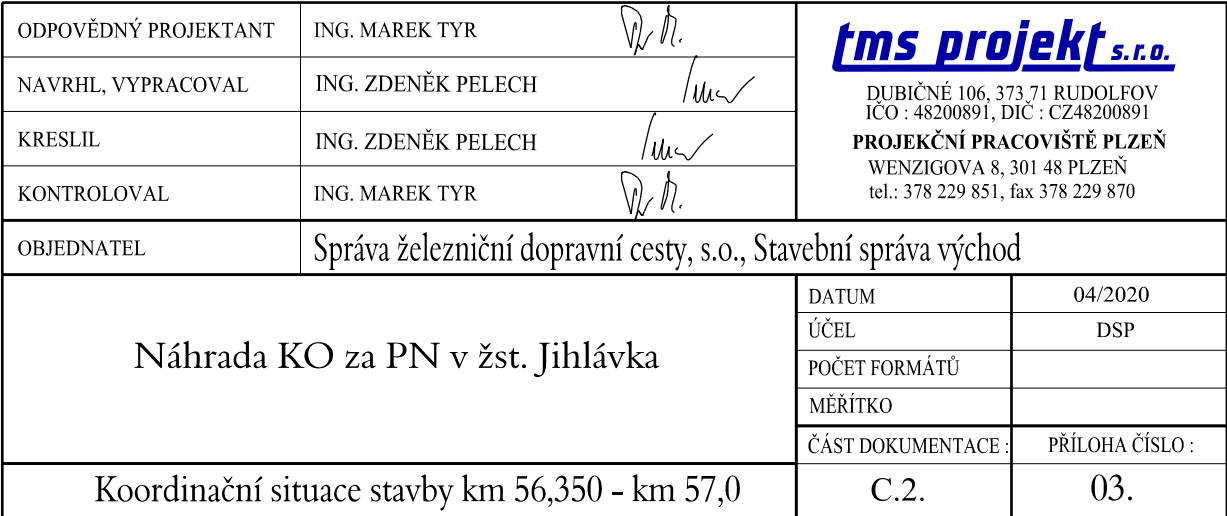 ODPOVĚDNÝ PROJEKTANT ING. MAREK TYR
NAVRHL, VYPRACOVAL ING. ZDENĚK PELECH
KRESLIL ING. ZDENĚK PELECH
KONTROLOVAL ING. MAREK TYR
tms projekt s.r.o.
DUBIČNÉ 106, 373 71 RUDOLFOV
IČO : 48200891, DIČ : CZ48200891
PROJEKČNÍ PRACOVIŠTĚ PLZEŇ
WENZIGOVA 8, 301 48 PLZEŇ
tel.: 378 229 851, fax 378 229 870
OBJEDNATEL Správa železniční dopravní cesty, s.o., Stavební správa východ
Náhrada KO za PN v žst. Jihlávka
DATUM 04/2020
ÚČEL DSP
POČET FORMÁTŮ
MĚŘÍTKO
ČÁST DOKUMENTACE : PŘÍLOHA ČÍSLO :
Koordinační situace stavby km 56,350 - km 57,0 C.2. 03.